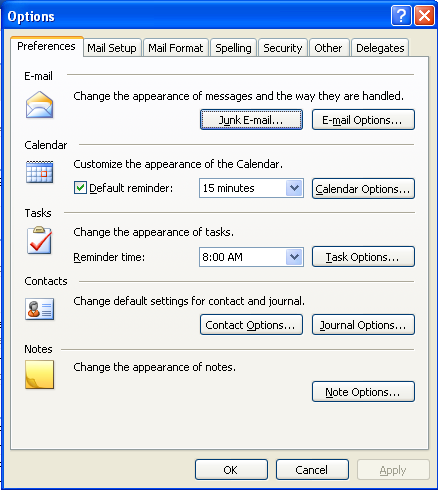 Options
Preferences Mail Setup Mail Format Spelling Security Other Delegates
E-mail
Change the appearance of messages and the way they are handled.
Junk E-mail... E-mail Options...
Calendar
Customize the appearance of the Calendar.
Default reminder: 15 minutes Calendar Options...
Tasks
Change the appearance of tasks.
Reminder time: 8:00 AM Task Options...
Contacts
Change default settings for contact and journal.
Contact Options... Journal Options...
Notes
Change the appearance of notes.
Note Options...
OK Cancel Apply